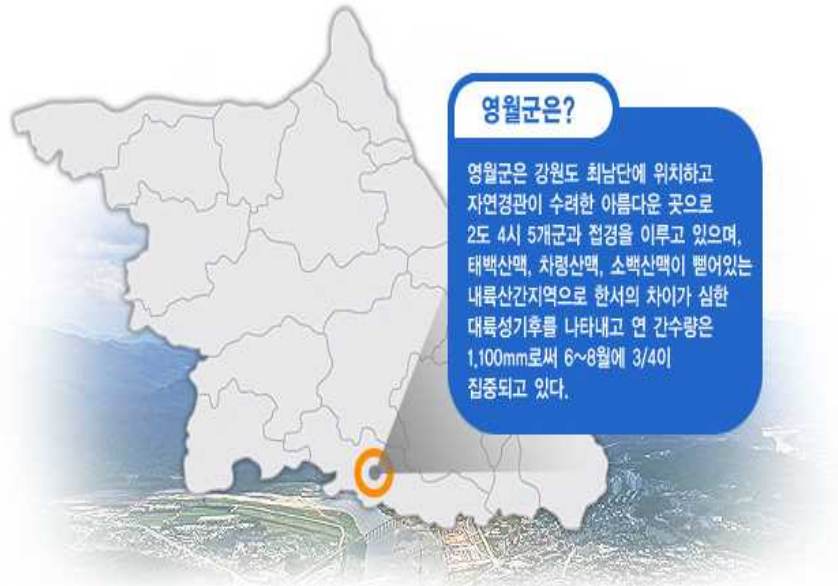 영월군은?
영월군은 강원도 최남단에 위치하고
자연경관이 수려한 아름다운 곳으로
2도 4시 5개군과 접경을 이루고 있으며,
태백산맥, 차령산맥, 소백산맥이 뻗어있는
내륙산간지역으로 한서의 차이가 심한
대륙성기후를 나타내고 연 간수량은
1,100mm로써 6~8월에 3/4이
집중되고 있다.